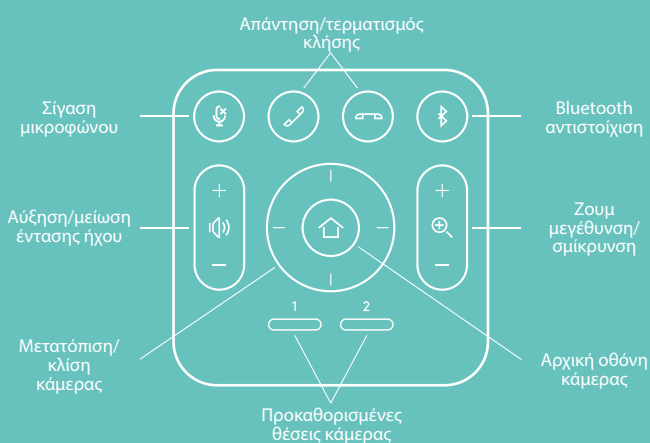 Απάντηση/τερματισμός
κλήσης
Σίγαση
μικροφώνου
Bluetooth
αντιστοίχιση
Αύξηση/μείωση
έντασης ήχου
Ζουμ
μεγέθυνση/
σμίκρυνση
1
2
Μετατόπιση/
κλίση
κάμερας
Αρχική οθόνη
κάμερας
Προκαθορισμένες
θέσεις κάμερας